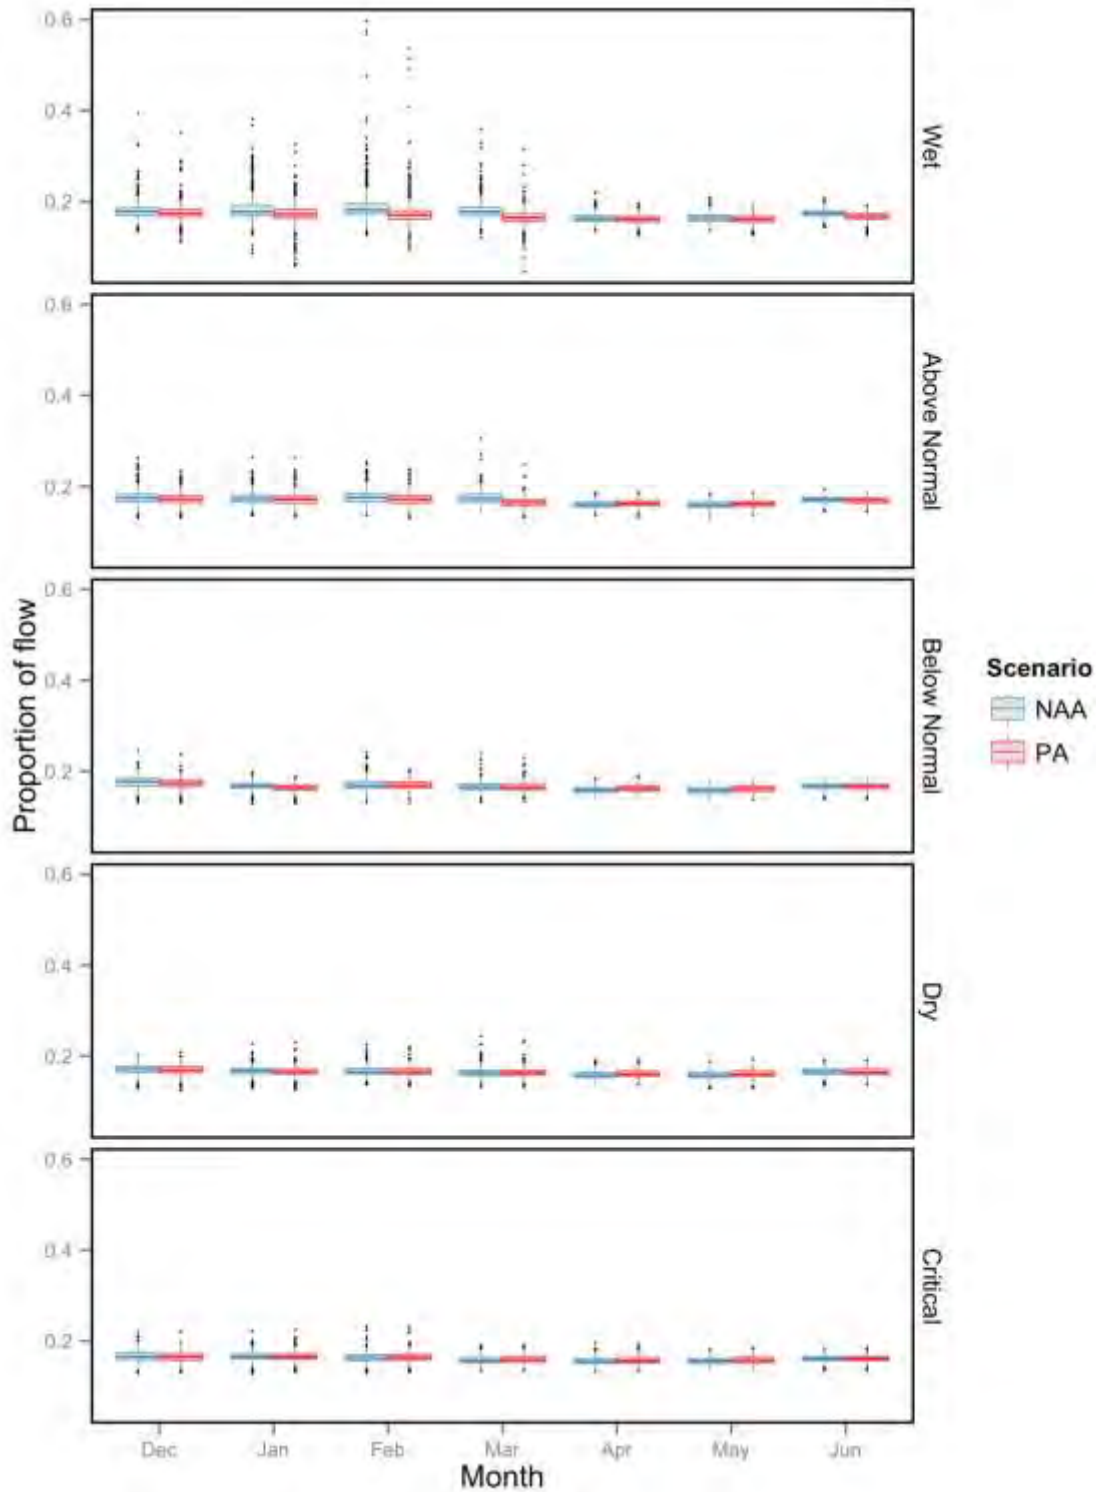 0.6
0.4
0.2
Wet
0.6
0.4
0.2
Above Normal
0.6
0.4
0.2
Below Normal
0.6
0.4
0.2
Dry
0.6
0.4
0.2
Critical
Proportion of flow
Dec Jan Feb Mar Apr May Jun
Month
Scenario
NAA
PA